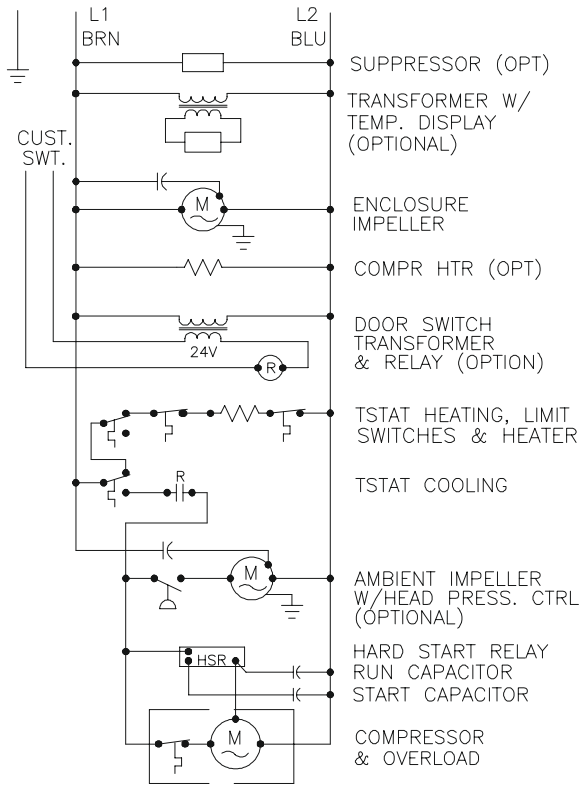 L1
L2
BRN
BLU
SUPPRESSOR (OPT)
TRANSFORMER W/
TEMP. DISPLAY
(OPTIONAL)
CUST.
SWT.
M
ENCLOSURE
IMPELLER
COMPR HTR (OPT)
DOOR SWITCH
TRANSFORMER
& RELAY (OPTION)
24V
R
TSTAT HEATING, LIMIT
SWITCHES & HEATER
R
TSTAT COOLING
M
AMBIENT IMPELLER
W/HEAD PRESS. CTRL
(OPTIONAL)
HARD START RELAY
HSR
RUN CAPACITOR
START CAPACITOR
M
COMPRESSOR
& OVERLOAD